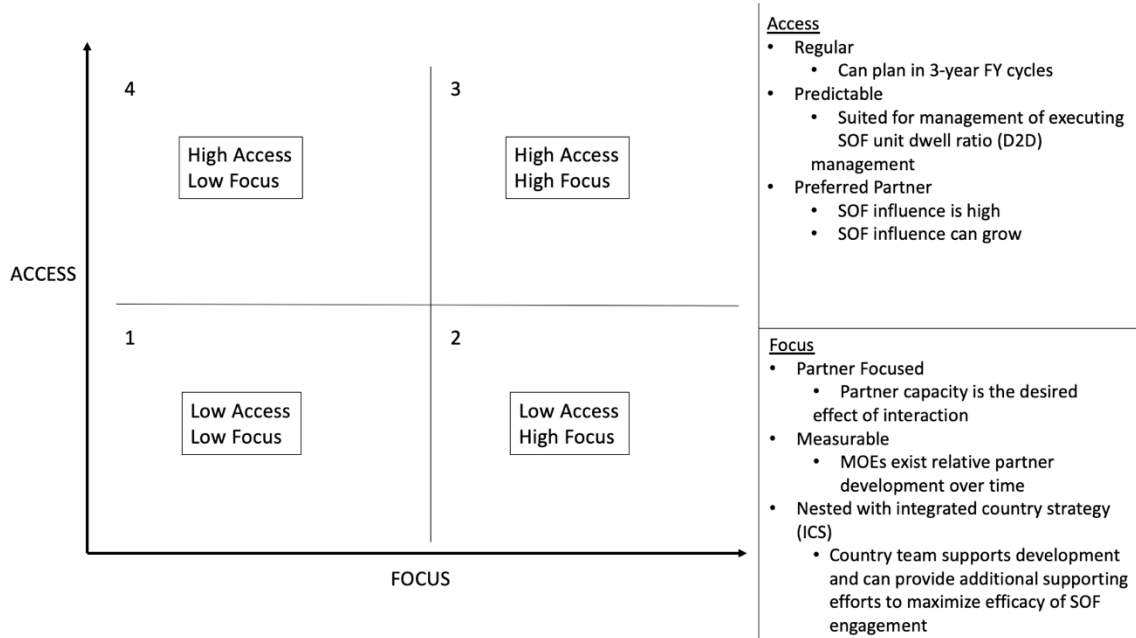 ACCESS
4
High Access
Low Focus
3
High Access
High Focus
1
Low Access
Low Focus
2
Low Access
High Focus
FOCUS
Access
• Regular
• Can plan in 3-year FY cycles
• Predictable
• Suited for management of executing
SOF unit dwell ratio (D2D)
management
• Preferred Partner
• SOF influence is high
• SOF influence can grow
Focus
• Partner Focused
• Partner capacity is the desired
effect of interaction
• Measurable
• MOEs exist relative partner
development over time
• Nested with integrated country strategy
(ICS)
• Country team supports development
and can provide additional supporting
efforts to maximize efficacy of SOF
engagement